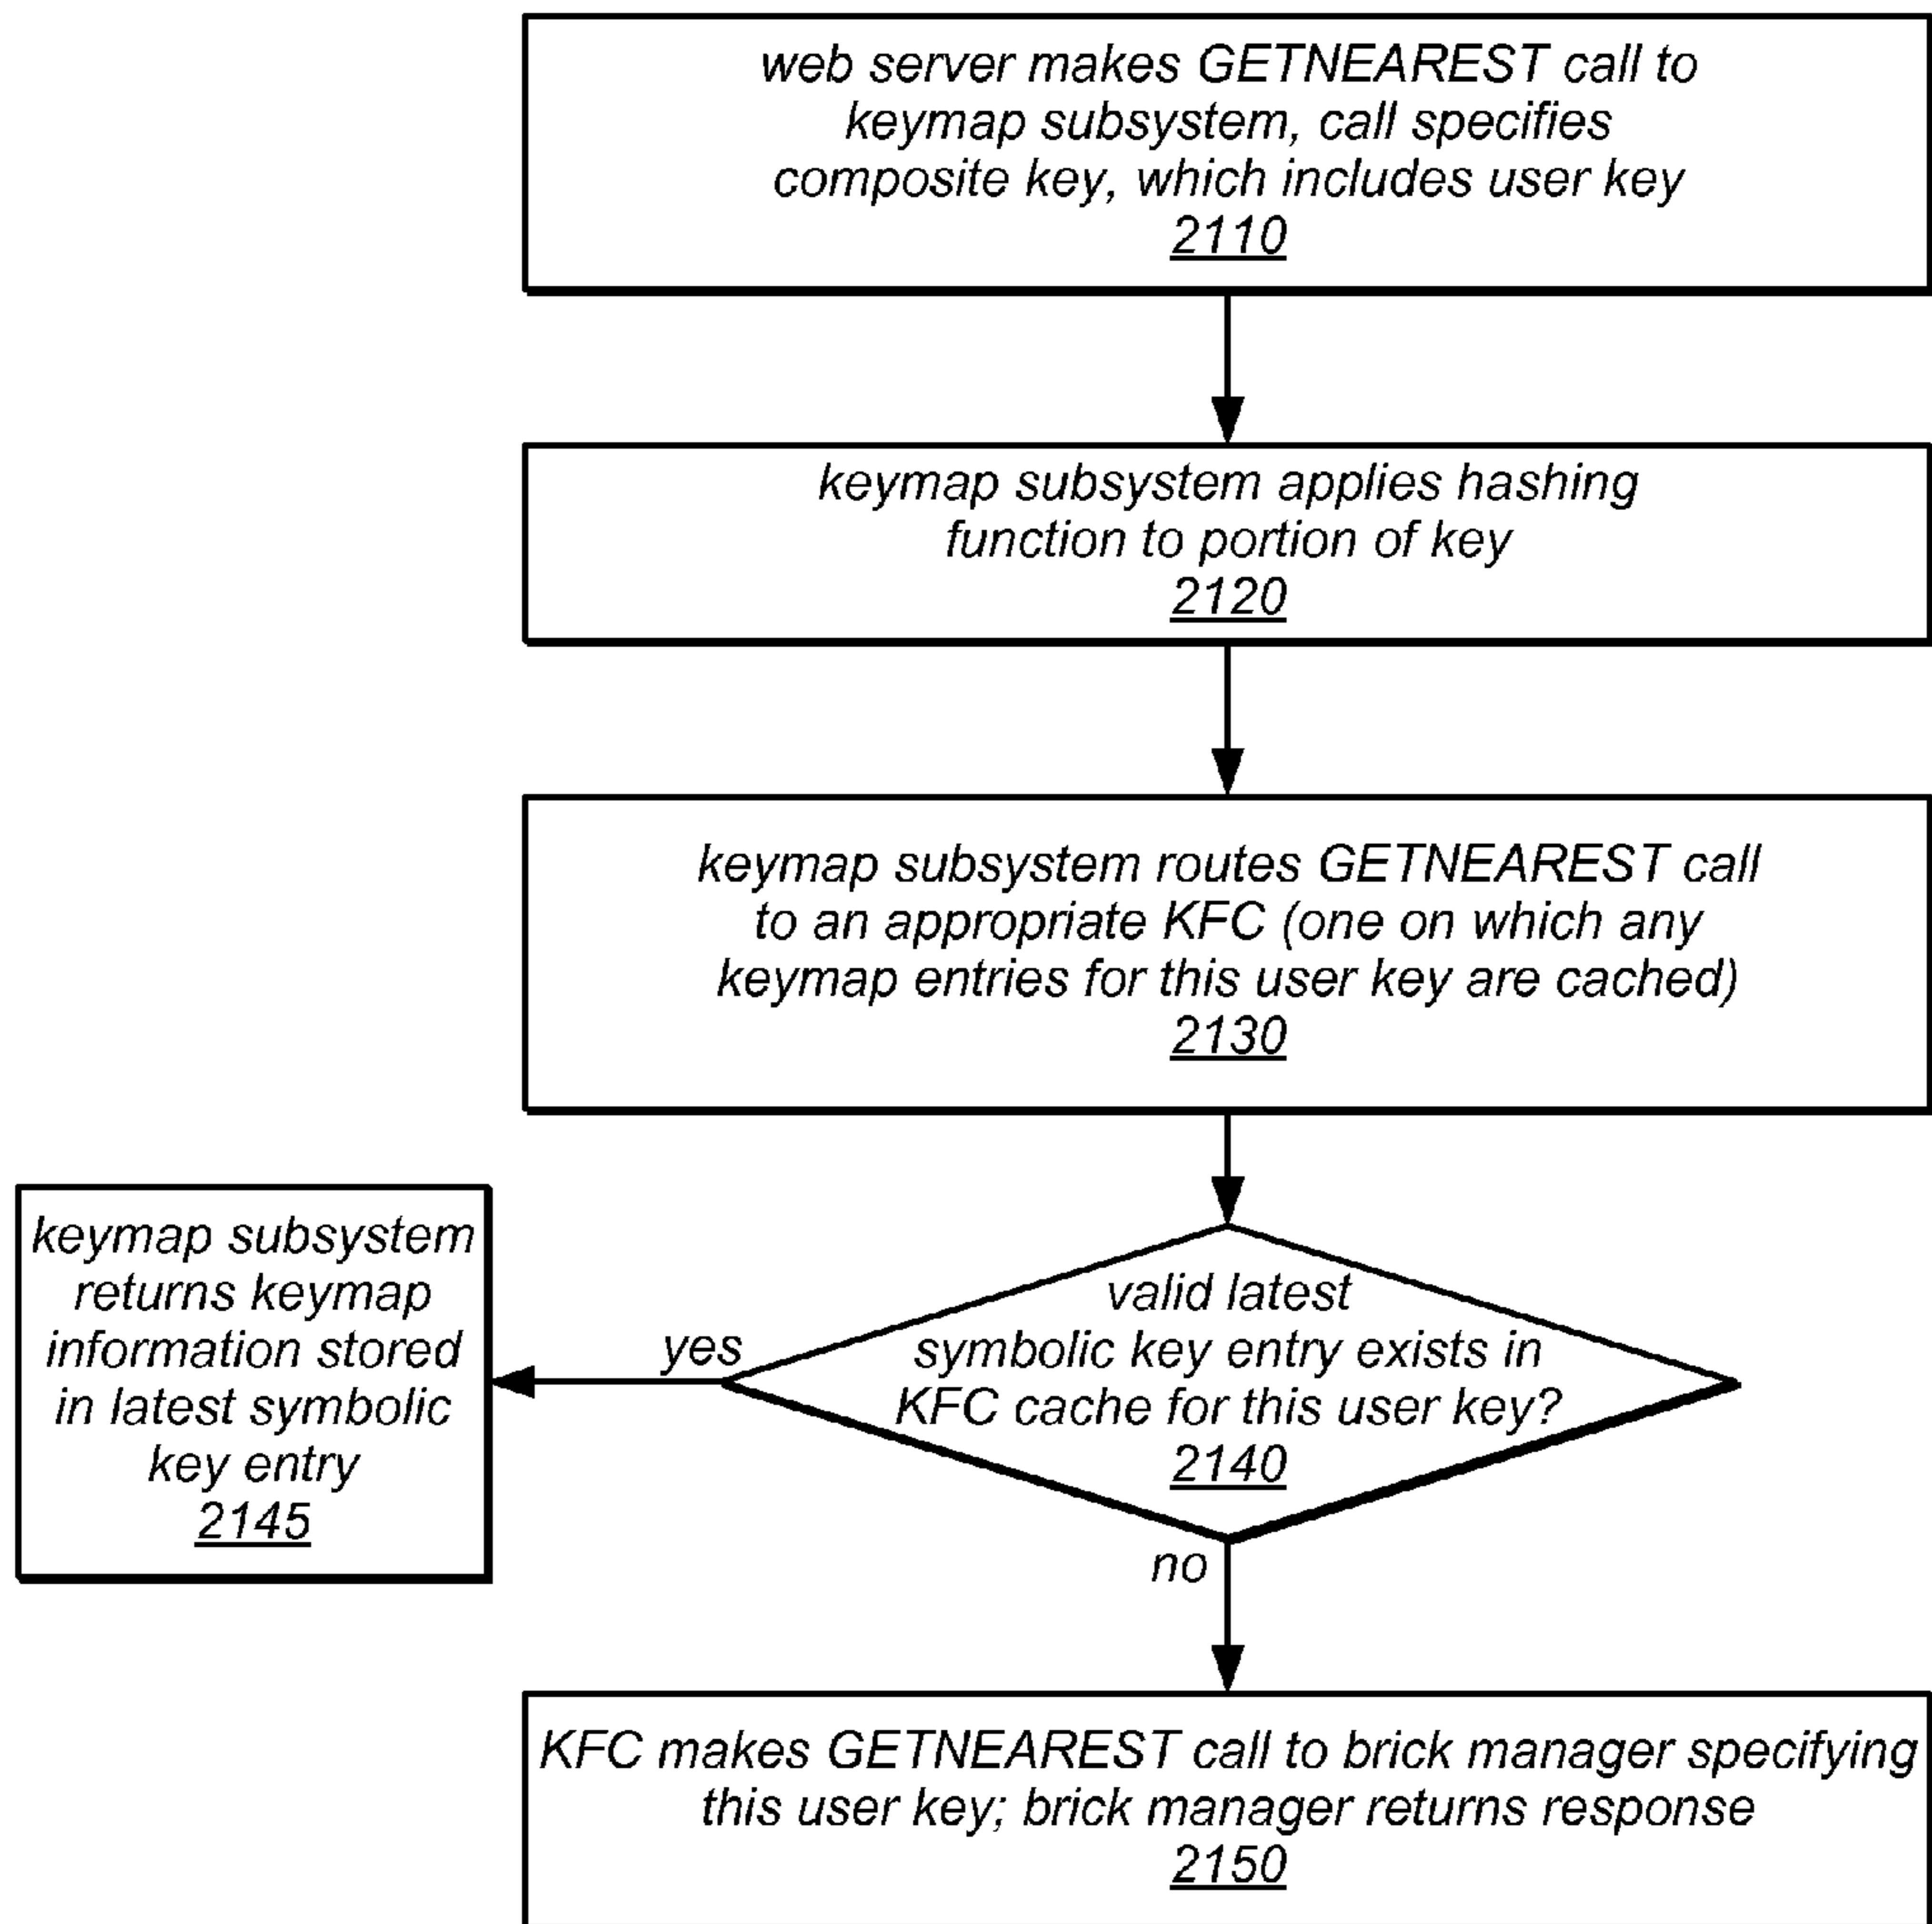 web server makes GETNEAREST call to
keymap subsystem, call specifies
composite key, which includes user key
2110
keymap subsystem applies hashing
function to portion of key
2120
keymap subsystem routes GETNEAREST call
to an appropriate KFC (one on which any
keymap entries for this user key are cached)
2130
valid latest
symbolic key entry exists in
KFC cache for this user key?
2140
yes
keymap subsystem
returns keymap
information stored
in latest symbolic
key entry
2145
no
KFC makes GETNEAREST call to brick manager specifying
this user key; brick manager returns response
2150